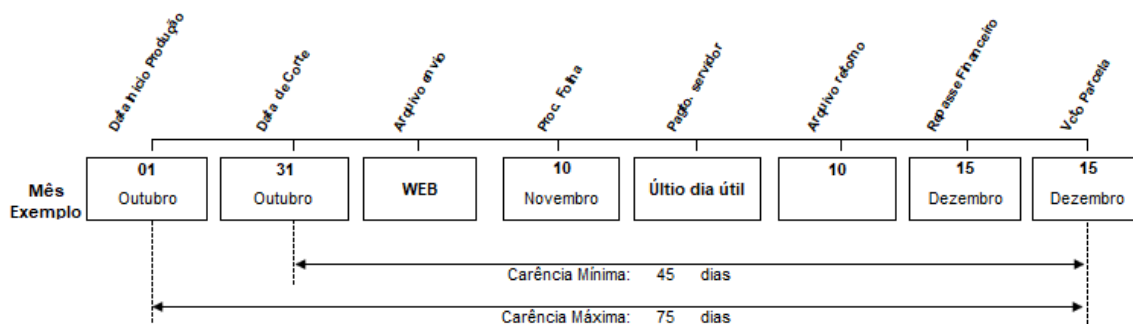 Data Início Produção
Data de Corte
Arquivo envio
Proc. Folha
Pagto. servidor
Arquivo retorno
Repasse Financeiro
Vcto Parcela
Mês
Exemplo
01
Outubro
31
Outubro
WEB
10
Novembro
Últio dia útil
10
15
Dezembro
15
Dezembro
Carência Mínima: 45 dias
Carência Máxima: 75 dias